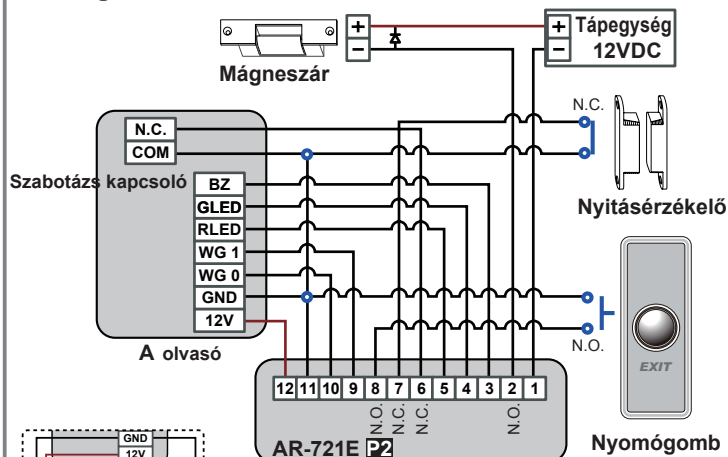 +
−
+
−
Tápegység
12VDC
Mágneszár
N.C.
N.C.
COM
Szabotázs kapcsoló
BZ
GLED
RLED
WG 1
WG 0
GND
12V
A olvasó
Nyitásérzékelő
N.O.
EXIT
Nyomógomb
12 11 10 9 8 7 6 5 4 3 2 1
N.O.
N.C.
N.C.
N.O.
AR-721E P2
GND
12V